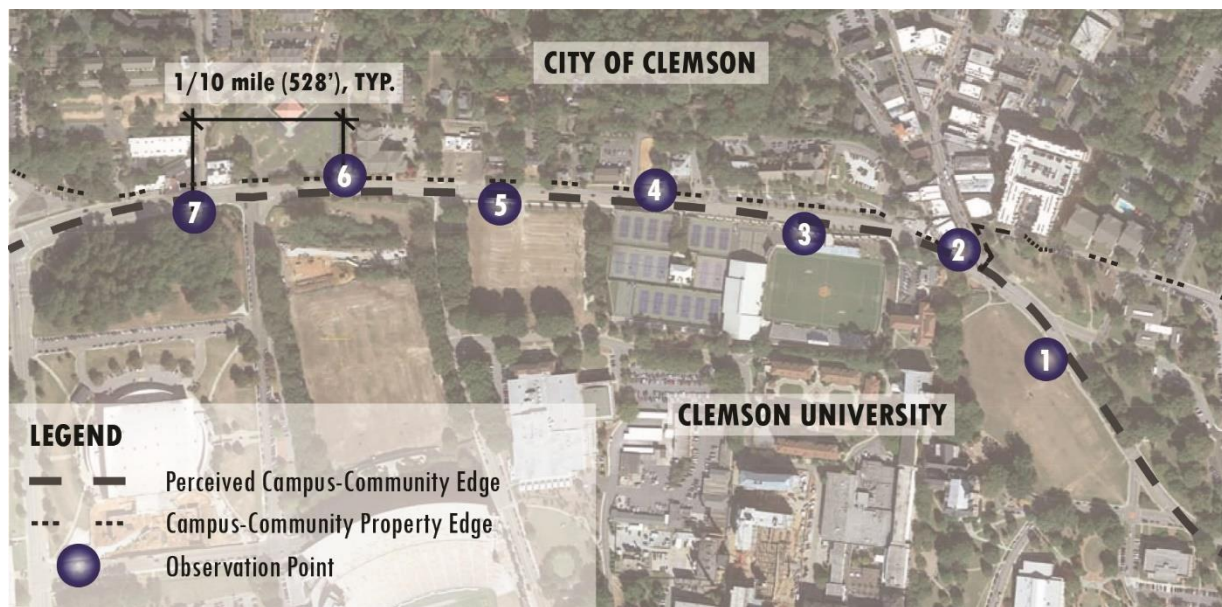 CITY OF CLEMSON
1/10 mile (528'), TYP.
7
6
5
4
3
2
1
CLEMSON UNIVERSITY
LEGEND
Perceived Campus-Community Edge
Campus-Community Property Edge
Observation Point